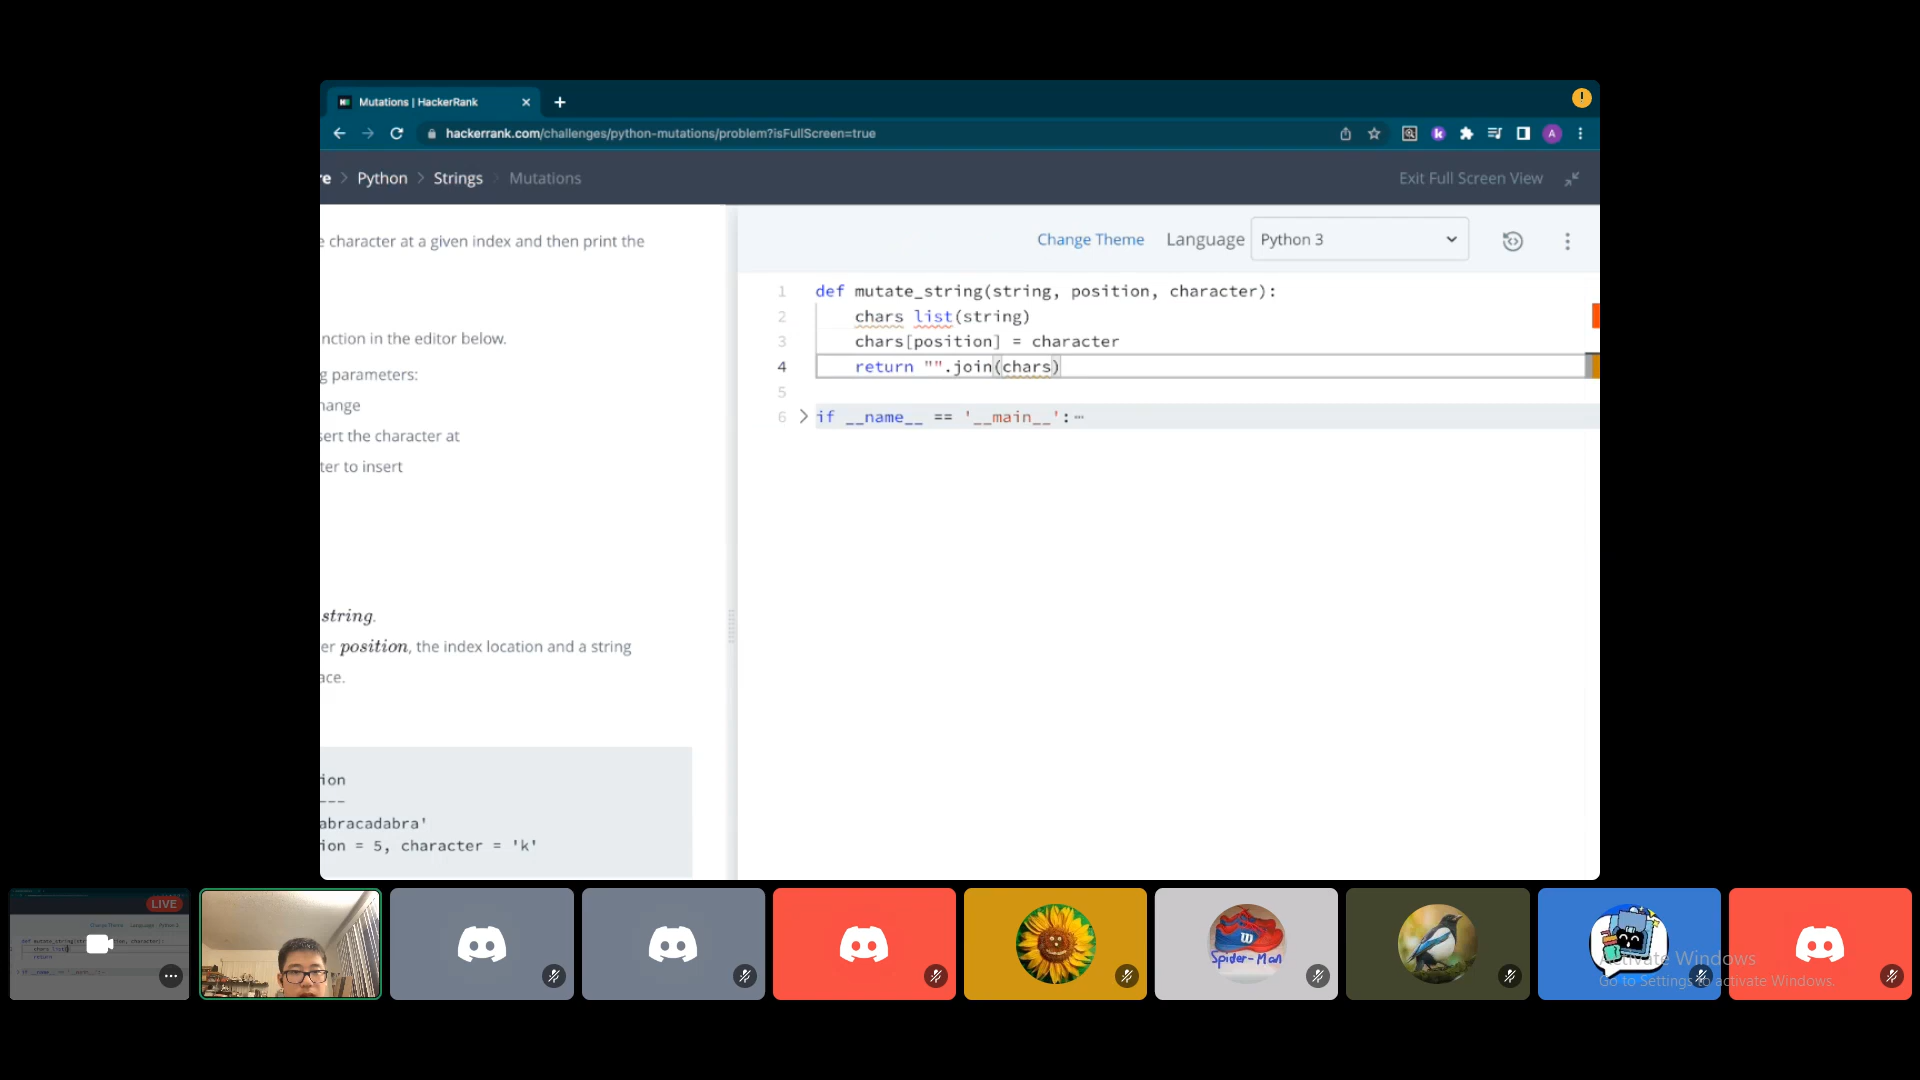 Mutations | HackerRank
hackerrank.com/challenges/python-mutations/problem?isFullScreen=true
A
re > Python > Strings > Mutations
Exit Full Screen View
e character at a given index and then print the
nction in the editor below.
g parameters:
hange
sert the character at
ter to insert
string.
er position, the index location and a string
ace.
ion
---
abracadabra'
ion = 5, character = 'k'
Change Theme Language Python 3
1 def mutate_string(string, position, character):
2 chars list(string)
3 chars[position] = character
4 return "".join(chars)
5
6 if __name__ == '__main__':
LIVE
W
Spider-Man
Activate Windows
Go to Settings to activate Windows.